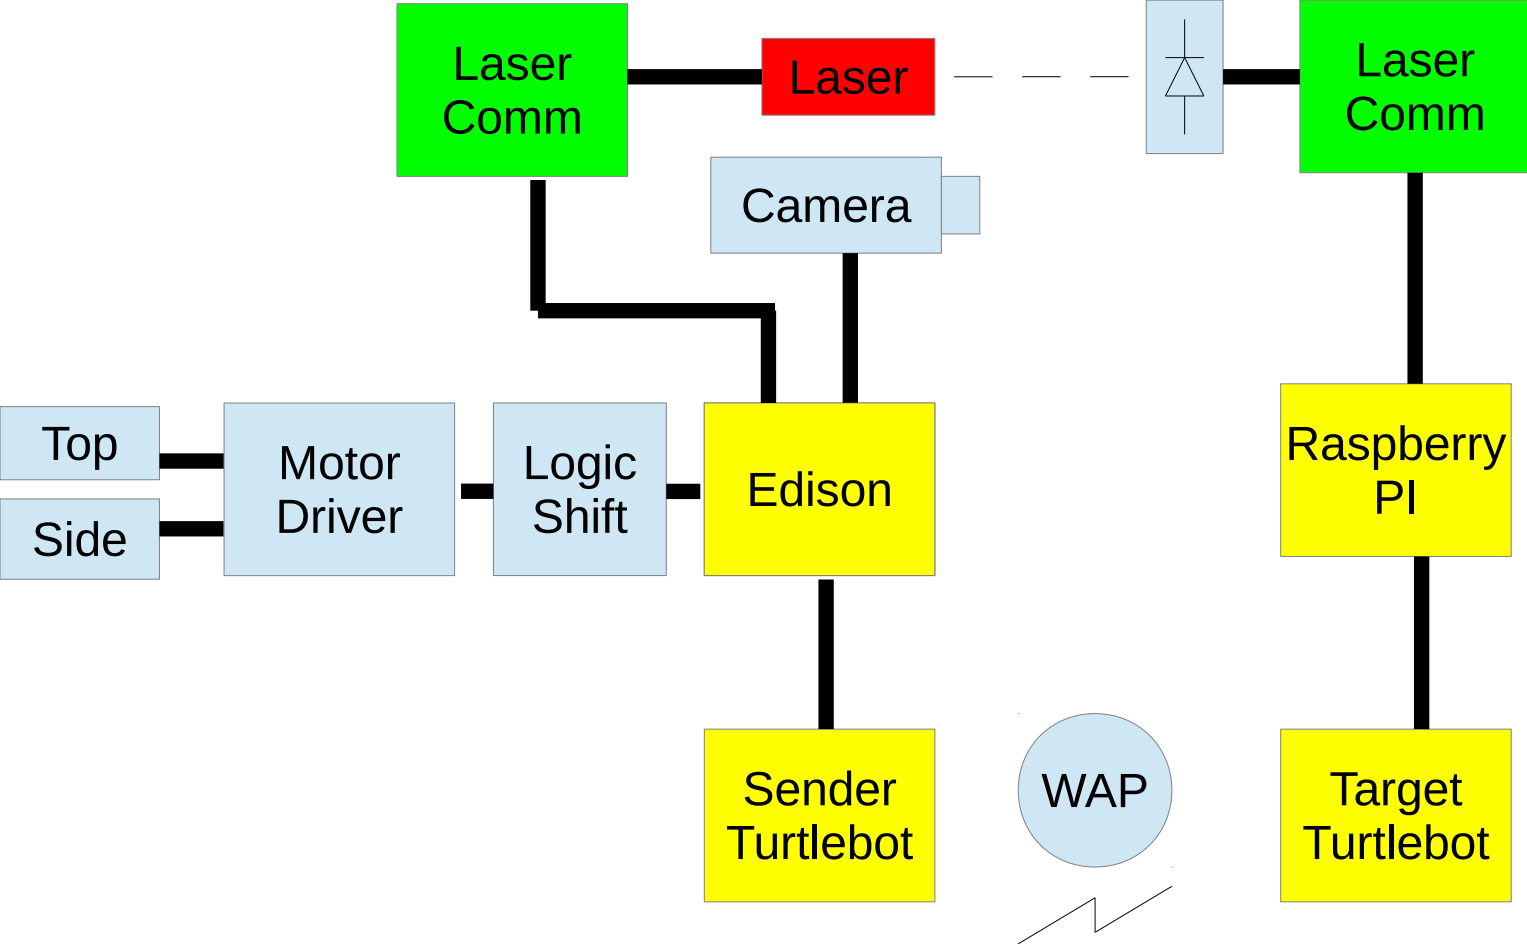 Laser
Comm
Laser
Laser
Comm
Camera
Top
Side
Motor
Driver
Logic
Shift
Edison
Raspberry
PI
Sender
Turtlebot
WAP
Target
Turtlebot